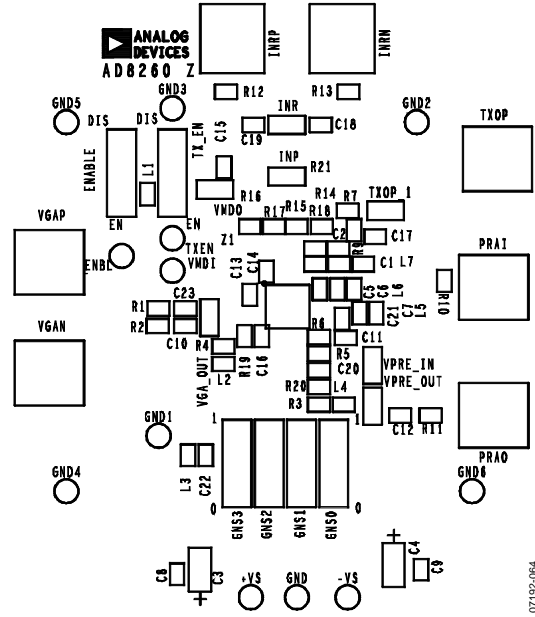 ANALOG
DEVICES
AD8260 Z
INRP
INRN
R12
R13
GND3
GND5
GND2
DIS
DIS
TX_EN
C15
C19
INR
C18
TXOP
ENABLE
L1
INP
R21
R16
VMDO
R17
R15
R14
R18
R7
TXOP_1
VGAP
EN
EN
TXEN
Z1
C2
R9
C17
PRAI
ENBL
VMDI
C13
C14
C1
L7
C5
C6
L6
C21
C7
L5
R10
R1
C23
R2
C10
R4
R6
C11
VGAN
VGA_OUT
L2
R19
C16
R5
C20
VPRE_IN
VPRE_OUT
R20
L4
R3
C12
R11
GND1
1
1
PRAO
GND4
L3
C22
GND6
0
0
GNS3
GNS2
GNS1
GNS0
C8
C3
+
+
C4
C9
+VS
GND
-VS
07192-064